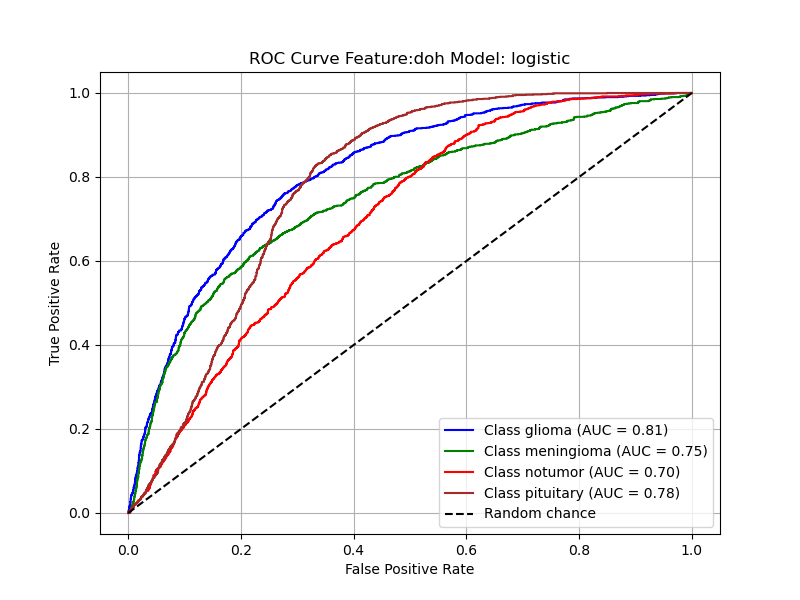 ROC Curve Feature:doh Model: logistic
True Positive Rate
1.0
0.8
0.6
0.4
0.2
0.0
Class glioma (AUC = 0.81)
Class meningioma (AUC = 0.75)
Class notumor (AUC = 0.70)
Class pituitary (AUC = 0.78)
Random chance
0.0 0.2 0.4 0.6 0.8 1.0
False Positive Rate